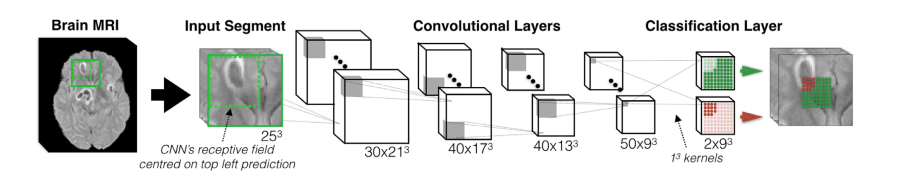 Brain MRI
Input Segment
Convolutional Layers
Classification Layer
25³
30x21³
40x17³
40x13³
50x9³
2x9³
CNN's receptive field
centred on top left prediction
1³ kernels